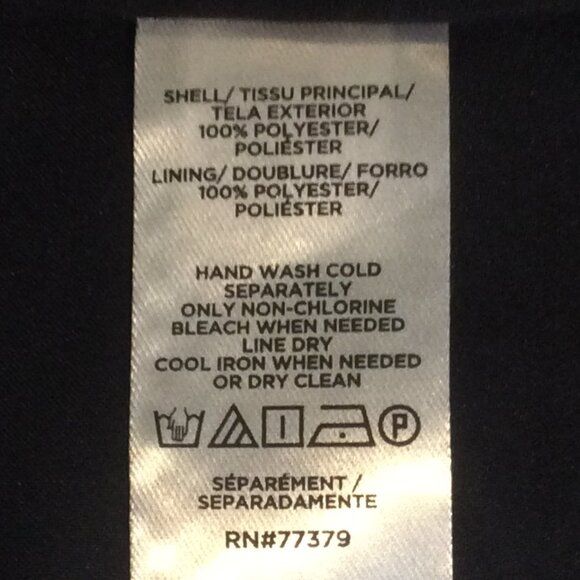 SHELL/ TISSU PRINCIPAL/
TELA EXTERIOR
100% POLYESTER/
POLIÉSTER
LINING/ DOUBLURE/ FORRO
100% POLYESTER/
POLIÉSTER
HAND WASH COLD
SEPARATELY
ONLY NON-CHLORINE
BLEACH WHEN NEEDED
LINE DRY
COOL IRON WHEN NEEDED
OR DRY CLEAN
P
SÉPARÉMENT /
SEPARADAMENTE
RN#77379